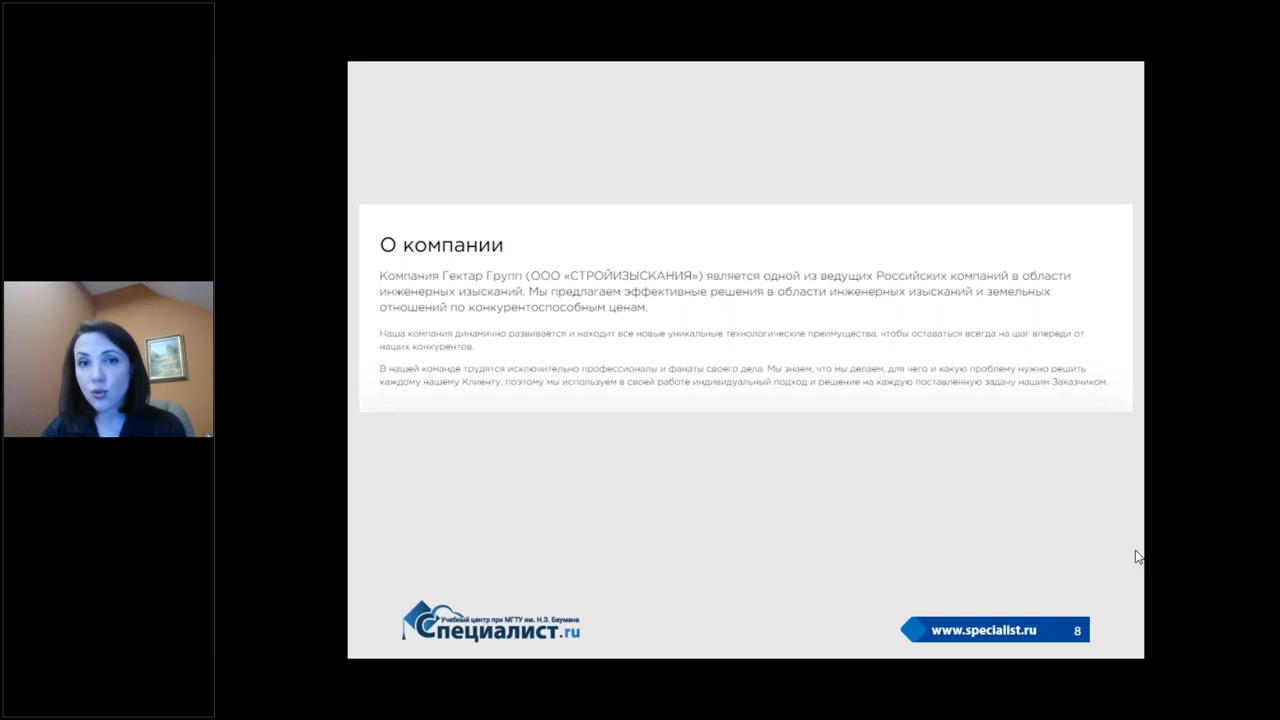 О компании
Компания Гектар Групп (ООО «СТРОЙИЗЫСКАНИЯ») является одной из ведущих Российских компаний в области
инженерных изысканий. Мы предлагаем эффективные решения в области инженерных изысканий и земельных
отношений по конкурентоспособным ценам.
Наша компания динамично развивается и находит все новые уникальные технологические преимущества, чтобы оставаться всегда на шаг впереди от
наших конкурентов.
В нашей команде трудятся исключительно профессионалы и фанаты своего дела. Мы знаем, что мы делаем, для чего и какую проблему нужно решить
каждому нашему Клиенту, поэтому мы используем в своей работе индивидуальный подход и решение на каждую поставленную задачу нашим Заказчиком.
Учебный центр при МГТУ им. Н.Э. Баумана
Специалист.ru
www.specialist.ru 8